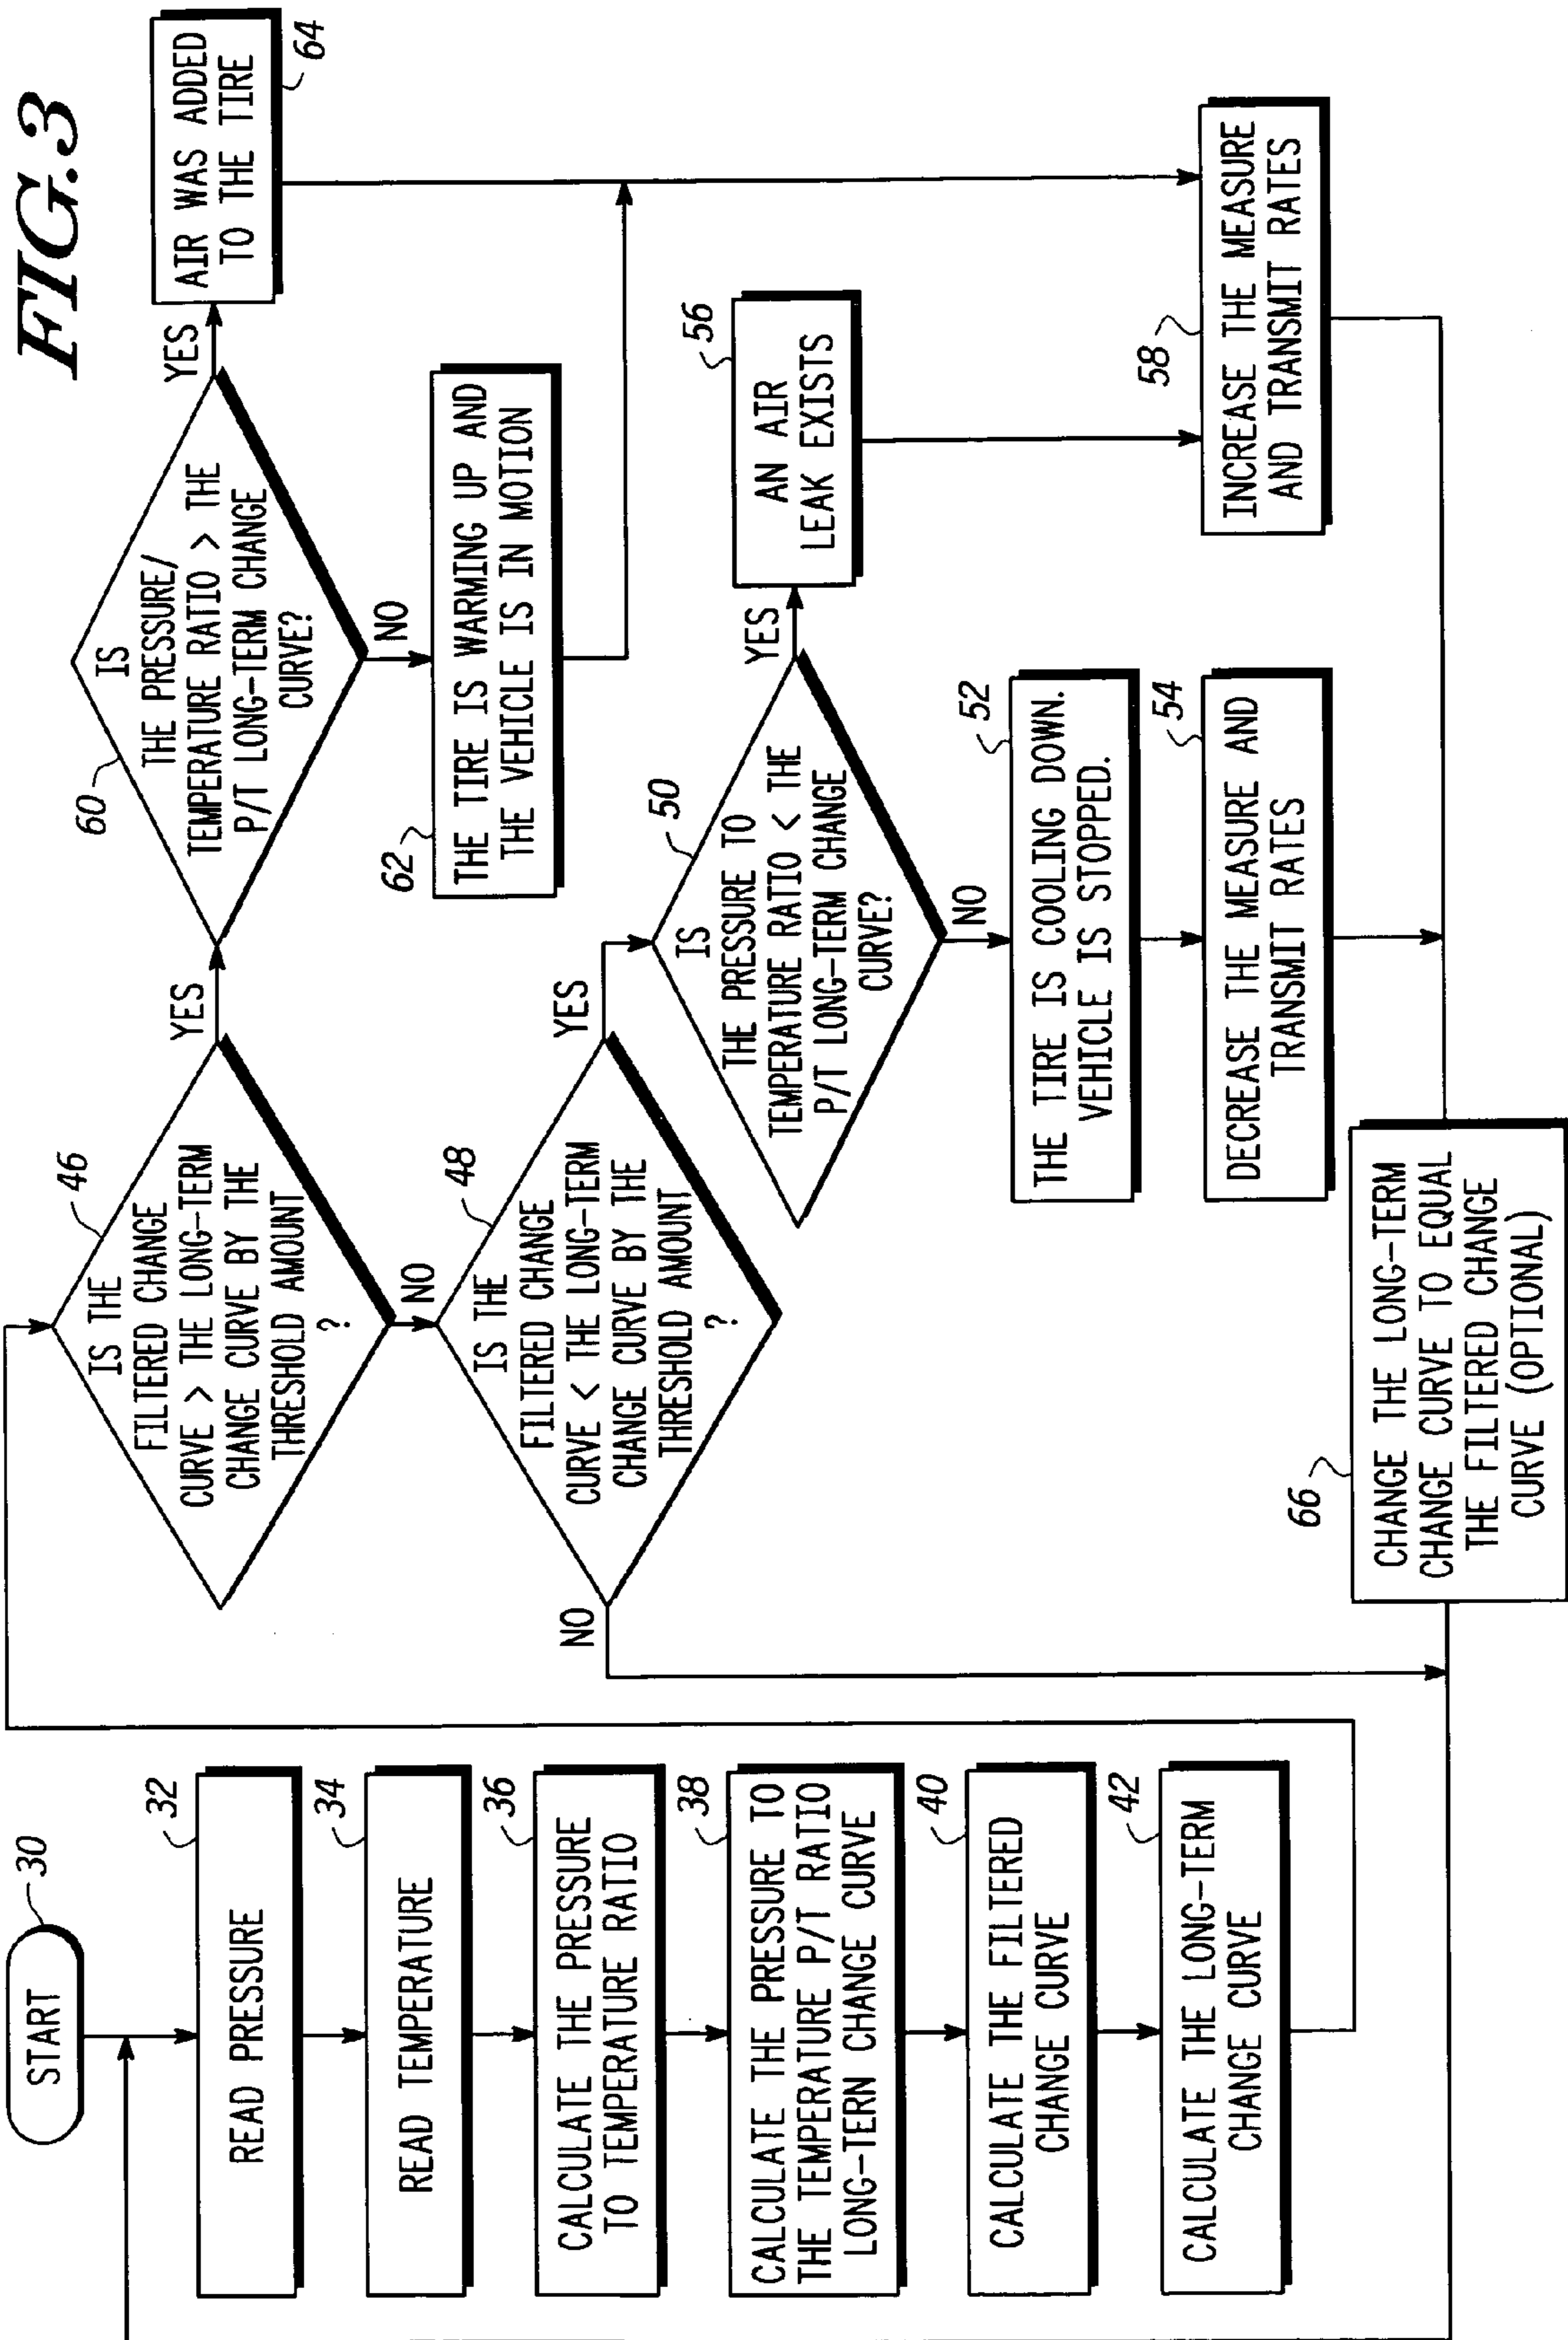 FIG.3
START
30
READ PRESSURE
32
READ TEMPERATURE
34
CALCULATE THE PRESSURE
TO TEMPERATURE RATIO
36
CALCULATE THE PRESSURE TO
THE TEMPERATURE P/T RATIO
LONG-TERN CHANGE CURVE
38
CALCULATE THE FILTERED
CHANGE CURVE
40
CALCULATE THE LONG-TERM
CHANGE CURVE
42
IS THE
FILTERED CHANGE
CURVE > THE LONG-TERM
CHANGE CURVE BY THE
THRESHOLD AMOUNT
?
46
YES
NO
IS THE
FILTERED CHANGE
CURVE < THE LONG-TERM
CHANGE CURVE BY THE
THRESHOLD AMOUNT
?
48
YES
NO
IS
THE PRESSURE/
TEMPERATURE RATIO > THE
P/T LONG-TERM CHANGE
CURVE?
60
YES
NO
AIR WAS ADDED
TO THE TIRE
64
62
THE TIRE IS WARMING UP AND
THE VEHICLE IS IN MOTION
IS
THE PRESSURE TO
TEMPERATURE RATIO < THE
P/T LONG-TERM CHANGE
CURVE?
50
YES
NO
AN AIR
LEAK EXISTS
56
THE TIRE IS COOLING DOWN.
VEHICLE IS STOPPED.
52
DECREASE THE MEASURE AND
TRANSMIT RATES
54
58
INCREASE THE MEASURE
AND TRANSMIT RATES
66
CHANGE THE LONG-TERM
CHANGE CURVE TO EQUAL
THE FILTERED CHANGE
CURVE (OPTIONAL)